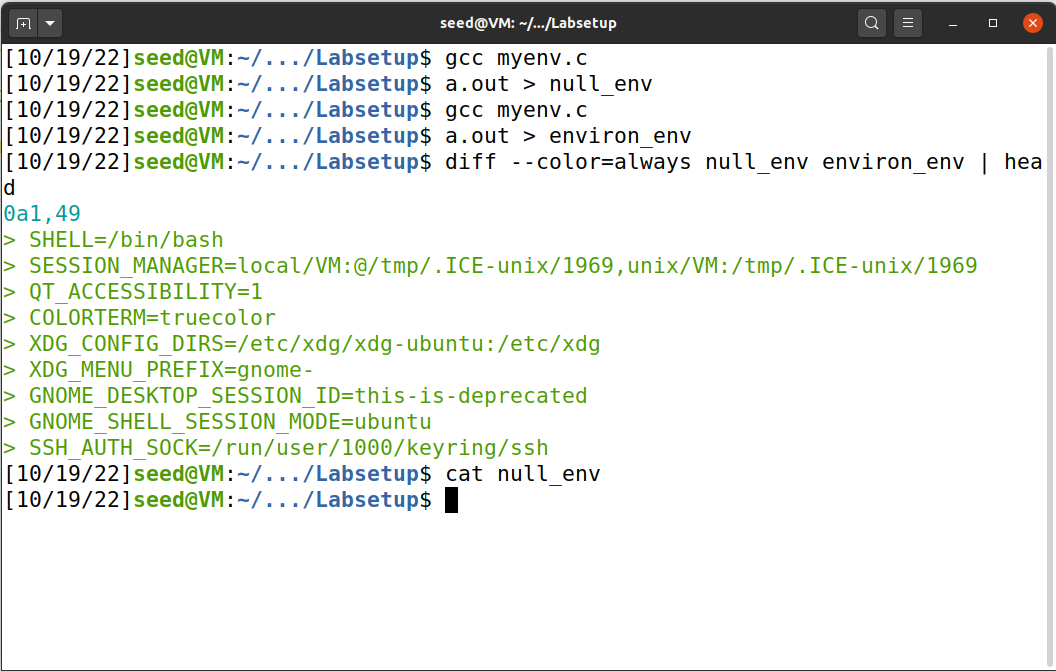 seed@VM: ~/.../Labsetup
[10/19/22]seed@VM:~/.../Labsetup$ gcc myenv.c
[10/19/22]seed@VM:~/.../Labsetup$ a.out > null_env
[10/19/22]seed@VM:~/.../Labsetup$ gcc myenv.c
[10/19/22]seed@VM:~/.../Labsetup$ a.out > environ_env
[10/19/22]seed@VM:~/.../Labsetup$ diff --color=always null_env environ_env | hea
d
0a1,49
> SHELL=/bin/bash
> SESSION_MANAGER=local/VM:@/tmp/.ICE-unix/1969,unix/VM:/tmp/.ICE-unix/1969
> QT_ACCESSIBILITY=1
> COLORTERM=truecolor
> XDG_CONFIG_DIRS=/etc/xdg/xdg-ubuntu:/etc/xdg
> XDG_MENU_PREFIX=gnome-
> GNOME_DESKTOP_SESSION_ID=this-is-deprecated
> GNOME_SHELL_SESSION_MODE=ubuntu
> SSH_AUTH_SOCK=/run/user/1000/keyring/ssh
[10/19/22]seed@VM:~/.../Labsetup$ cat null_env
[10/19/22]seed@VM:~/.../Labsetup$